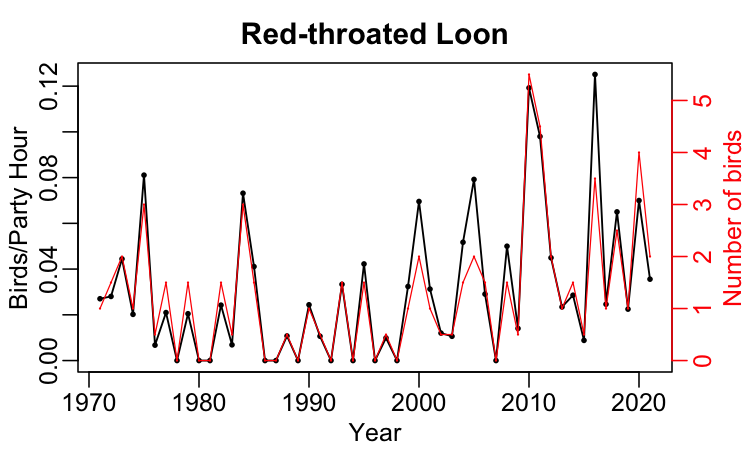 Red-throated Loon
Birds/Party Hour
0.00 0.04 0.08 0.12
Number of birds
0 1 2 3 4 5
1970 1980 1990 2000 2010 2020
Year